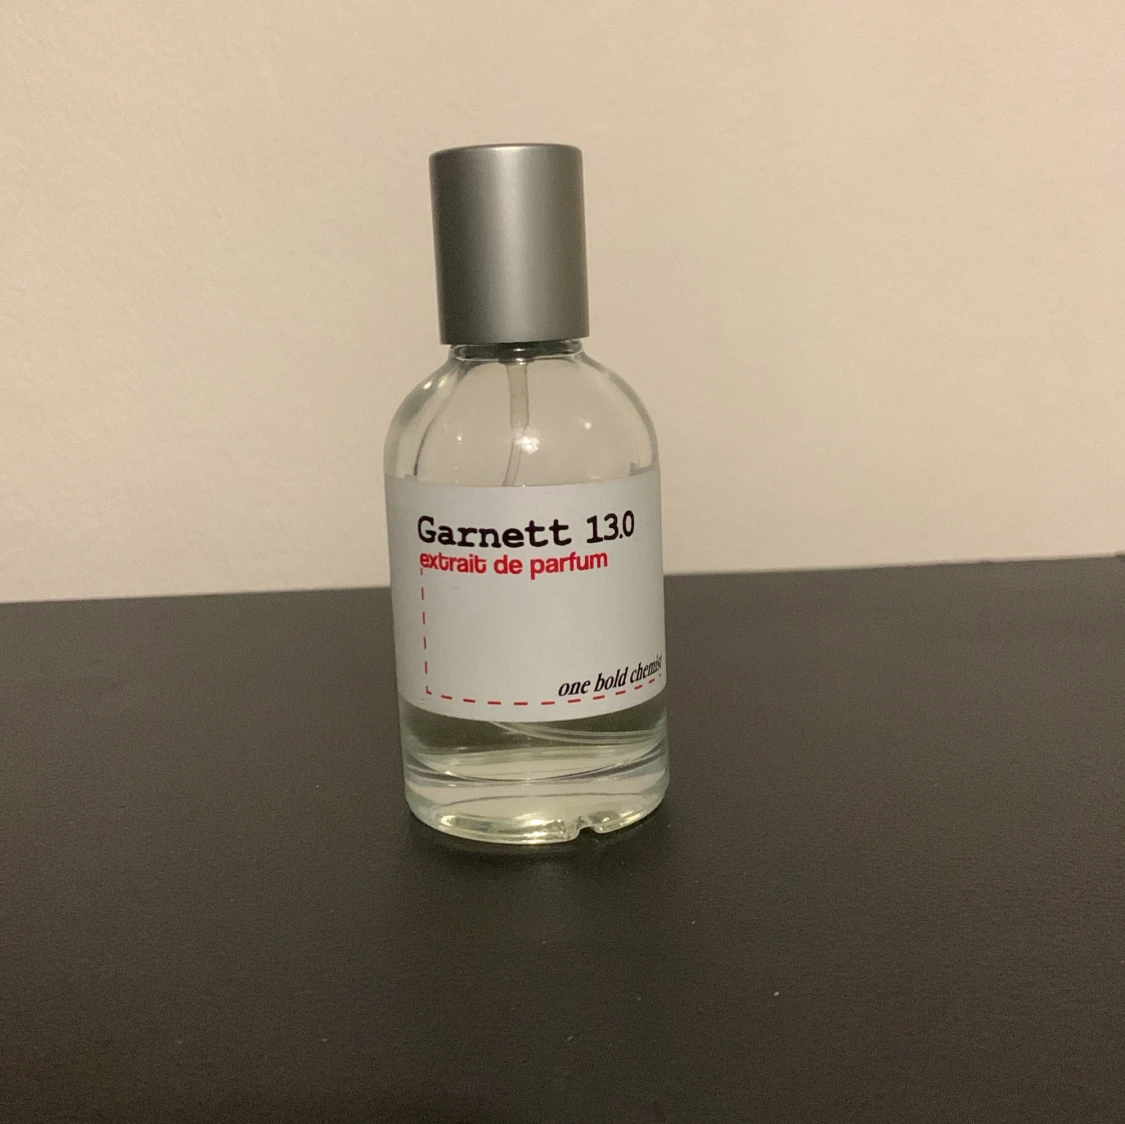 Garnett 13.0
extrait de parfum
one bold chemist